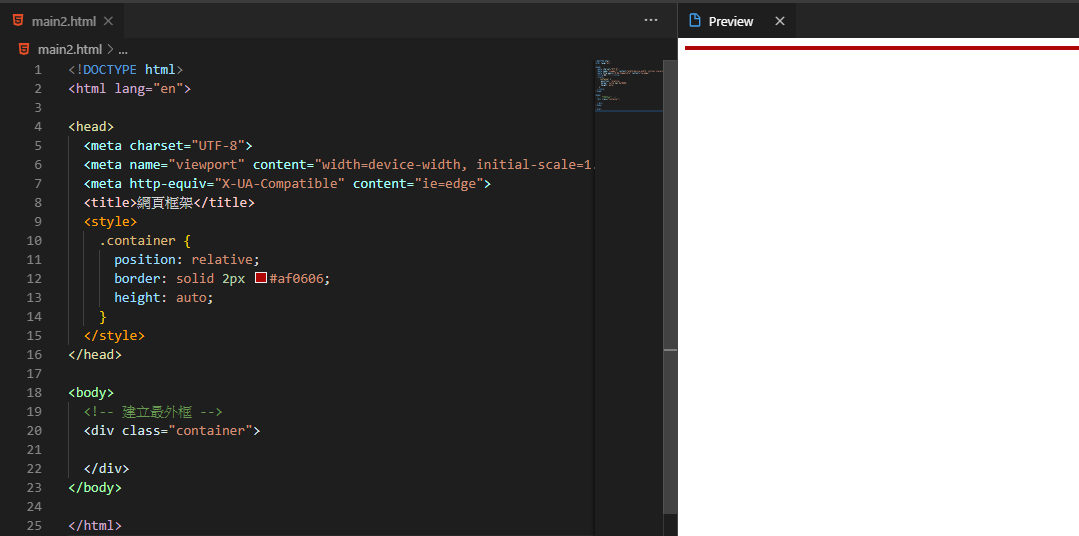 main2.html
Preview
main2.html > ...
1 <!DOCTYPE html>
2 <html lang="en">
3
4 <head>
5 <meta charset="UTF-8">
6 <meta name="viewport" content="width=device-width, initial-scale=1.
7 <meta http-equiv="X-UA-Compatible" content="ie=edge">
8 <title>網頁框架</title>
9 <style>
10 .container {
11 position: relative;
12 border: solid 2px #af0606;
13 height: auto;
14 }
15 </style>
16 </head>
17
18 <body>
19 <!-- 建立最外框 -->
20 <div class="container">
21
22 </div>
23 </body>
24
25 </html>